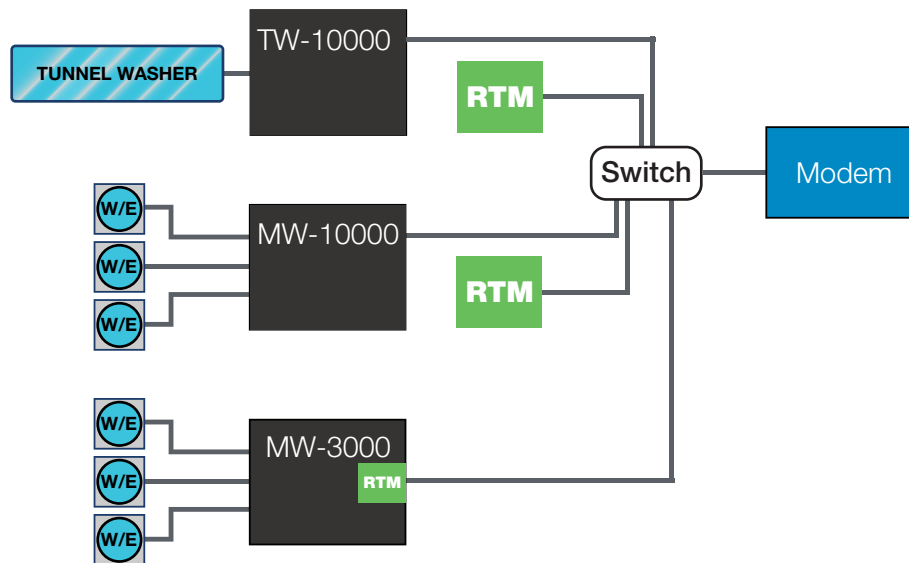 TW-10000
TUNNEL WASHER
RTM
Switch
Modem
W/E
MW-10000
W/E
RTM
W/E
W/E
MW-3000
W/E
RTM
W/E